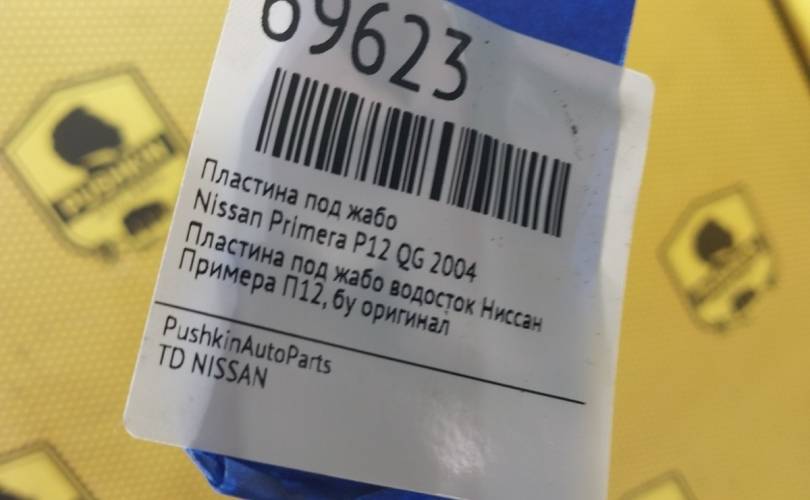 69623
Пластина под жабо
Nissan Primera P12 QG 2004
Пластина под жабо водосток Ниссан
Примера П12, бу оригинал
PushkinAutoParts
TD NISSAN
PUSHKIN